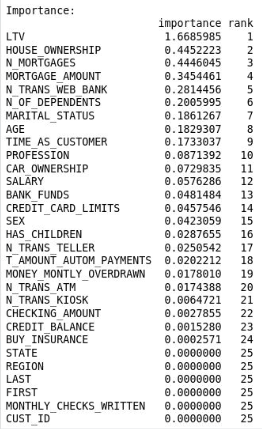 Importance:
importance rank
LTV 1.6685985 1
HOUSE_OWNERSHIP 0.4452223 2
N_MORTGAGES 0.4446045 3
MORTGAGE_AMOUNT 0.3454461 4
N_TRANS_WEB_BANK 0.2814456 5
N_OF_DEPENDENTS 0.2005995 6
MARITAL_STATUS 0.1861267 7
AGE 0.1829307 8
TIME_AS_CUSTOMER 0.1733037 9
PROFESSION 0.0871392 10
CAR_OWNERSHIP 0.0729835 11
SALARY 0.0576286 12
BANK_FUNDS 0.0481484 13
CREDIT_CARD_LIMITS 0.0457546 14
SEX 0.0423059 15
HAS_CHILDREN 0.0287655 16
N_TRANS_TELLER 0.0250542 17
T_AMOUNT_AUTOM_PAYMENTS 0.0202212 18
MONEY_MONTLY_OVERDRAWN 0.0178010 19
N_TRANS_ATM 0.0174388 20
N_TRANS_KIOSK 0.0064721 21
CHECKING_AMOUNT 0.0027855 22
CREDIT_BALANCE 0.0015280 23
BUY_INSURANCE 0.0002571 24
STATE 0.0000000 25
REGION 0.0000000 25
LAST 0.0000000 25
FIRST 0.0000000 25
MONTHLY_CHECKS_WRITTEN 0.0000000 25
CUST_ID 0.0000000 25